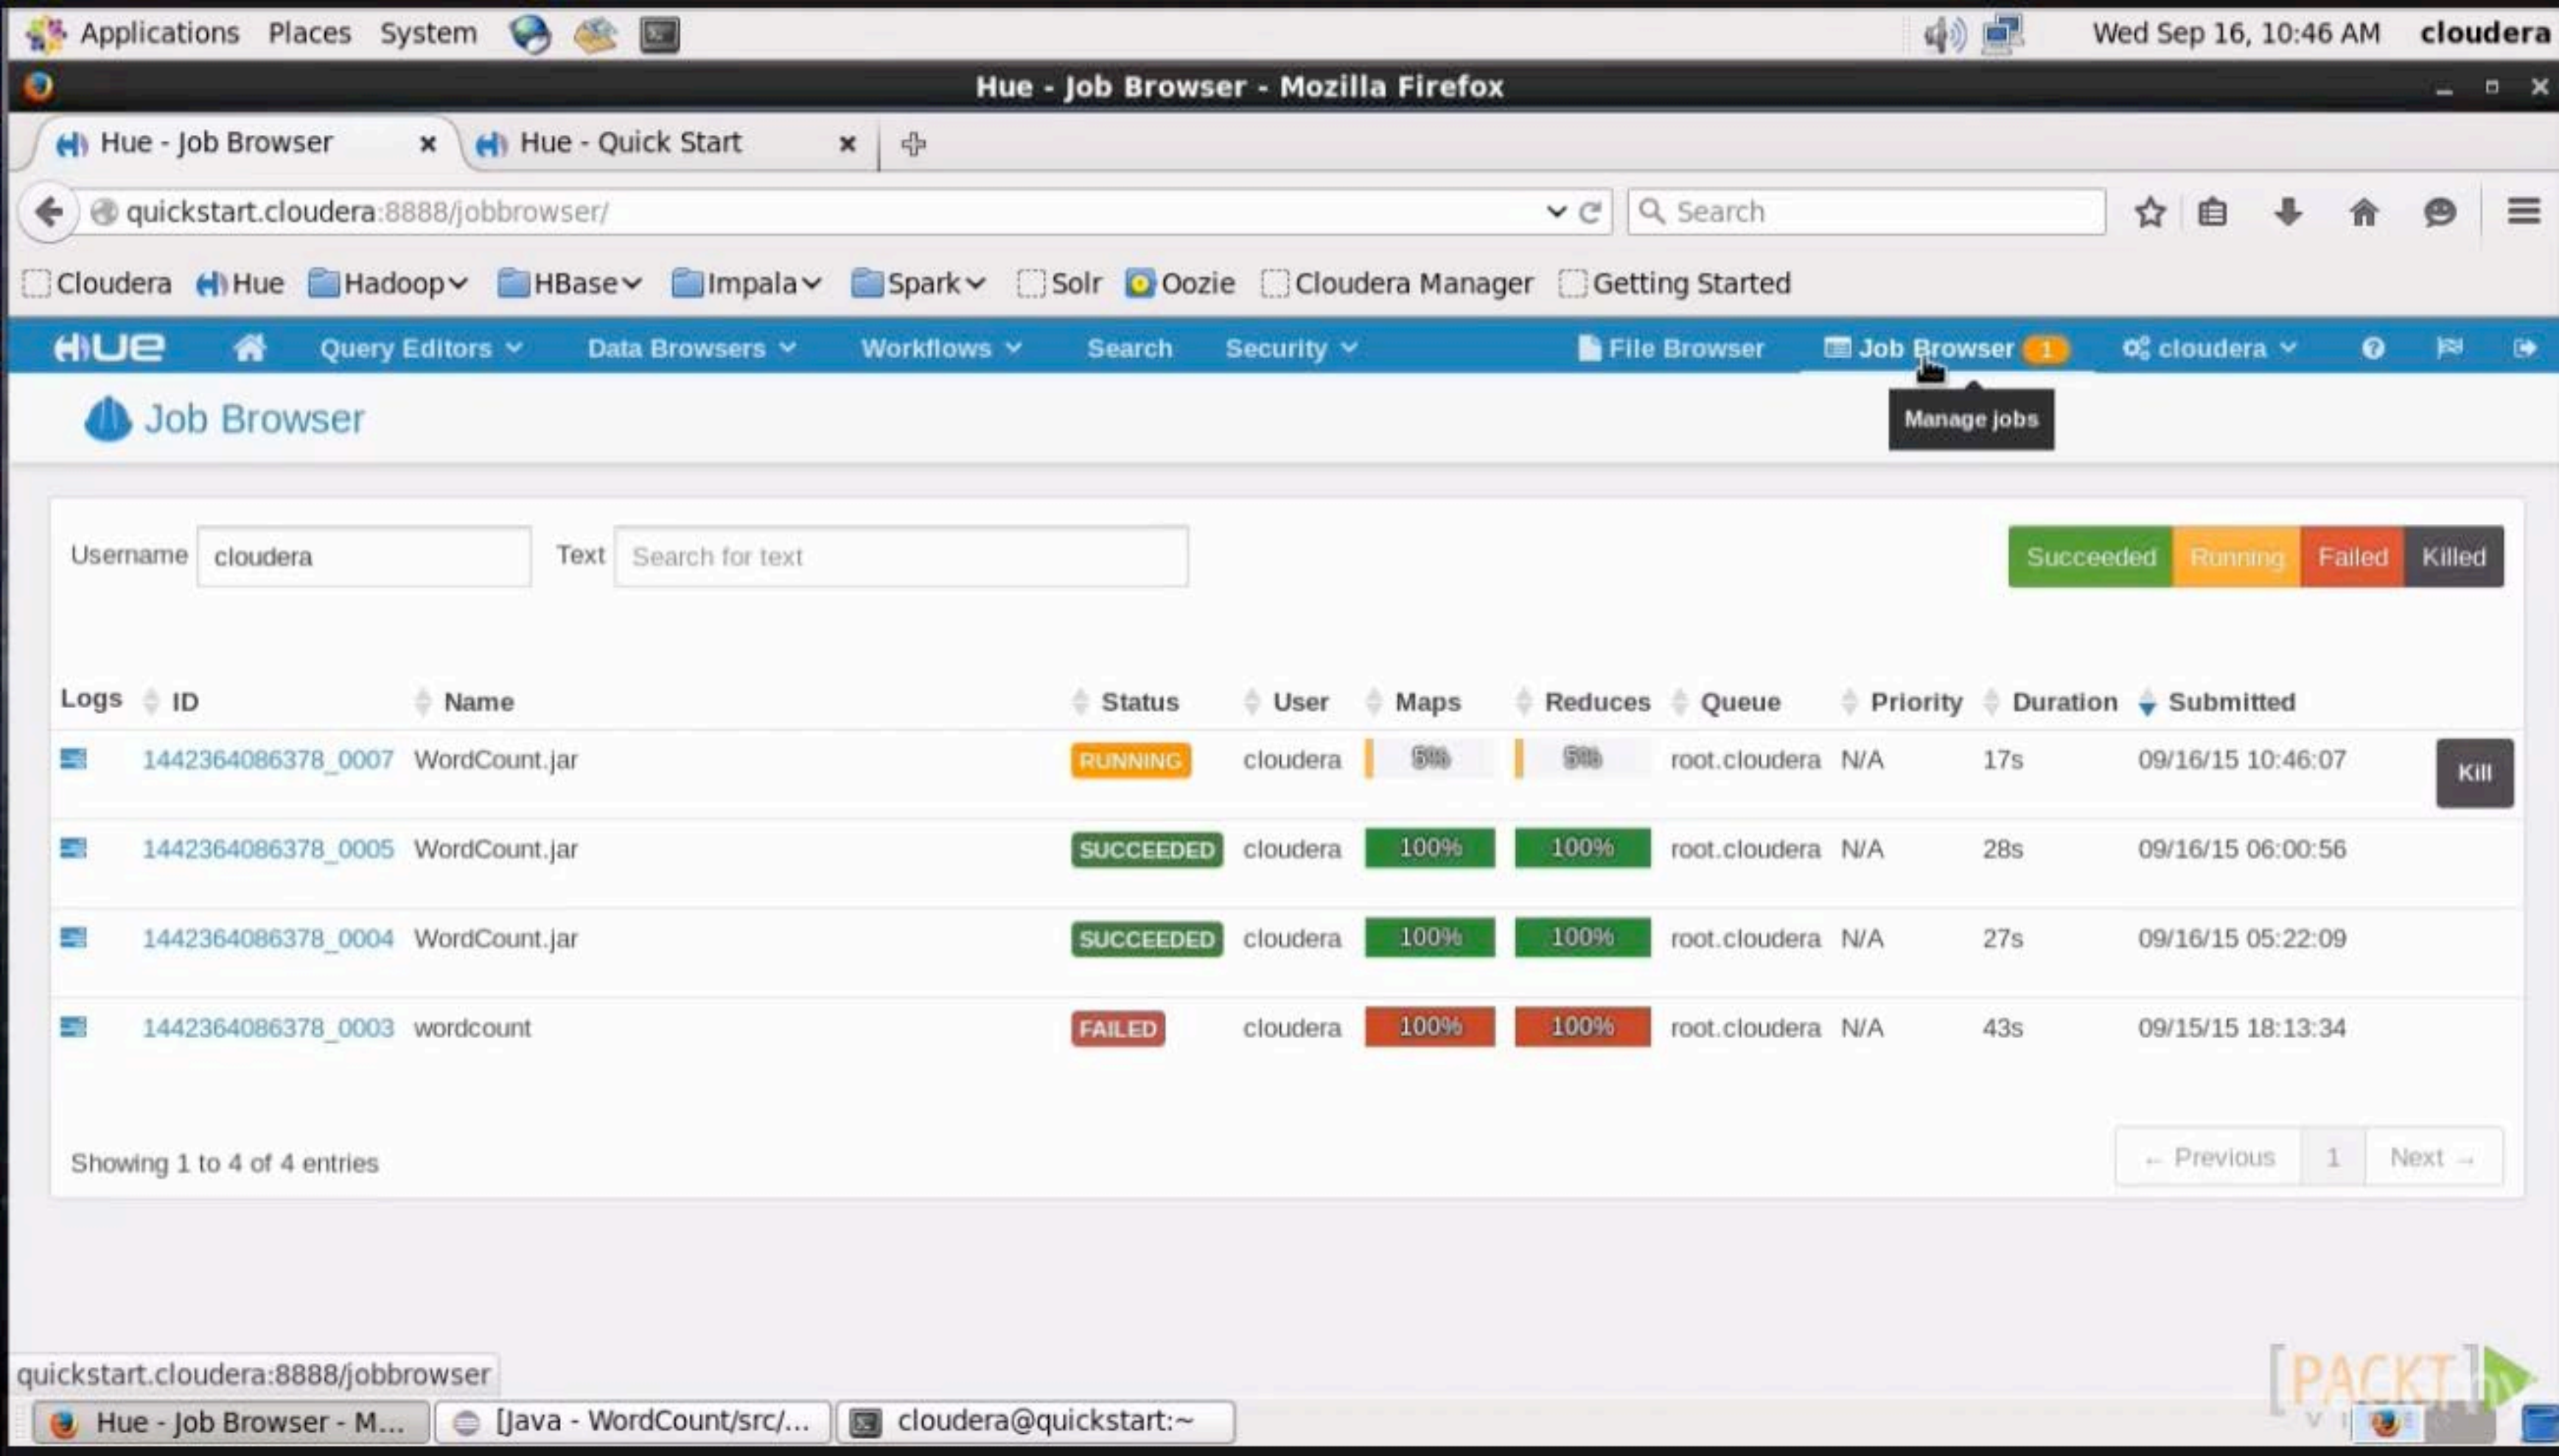 Applications Places System Wed Sep 16, 10:46 AM cloudera
Hue - Job Browser - Mozilla Firefox
Hue - Job Browser Hue - Quick Start
quickstart.cloudera:8888/jobbrowser/ Search
Cloudera Hue Hadoop HBase Impala Spark Solr Oozie Cloudera Manager Getting Started
HUE Query Editors Data Browsers Workflows Search Security File Browser Job Browser 1 cloudera
Job Browser
Manage jobs
Username cloudera Text Search for text Succeeded Running Failed Killed
Logs ID Name Status User Maps Reduces Queue Priority Duration Submitted
1442364086378_0007 WordCount.jar RUNNING cloudera 5% 5% root.cloudera N/A 17s 09/16/15 10:46:07 Kill
1442364086378_0005 WordCount.jar SUCCEEDED cloudera 100% 100% root.cloudera N/A 28s 09/16/15 06:00:56
1442364086378_0004 WordCount.jar SUCCEEDED cloudera 100% 100% root.cloudera N/A 27s 09/16/15 05:22:09
1442364086378_0003 wordcount FAILED cloudera 100% 100% root.cloudera N/A 43s 09/15/15 18:13:34
Showing 1 to 4 of 4 entries ← Previous 1 Next →
quickstart.cloudera:8888/jobbrowser
[PACKT]
Hue - Job Browser - M... [Java - WordCount/src/... cloudera@quickstart:~